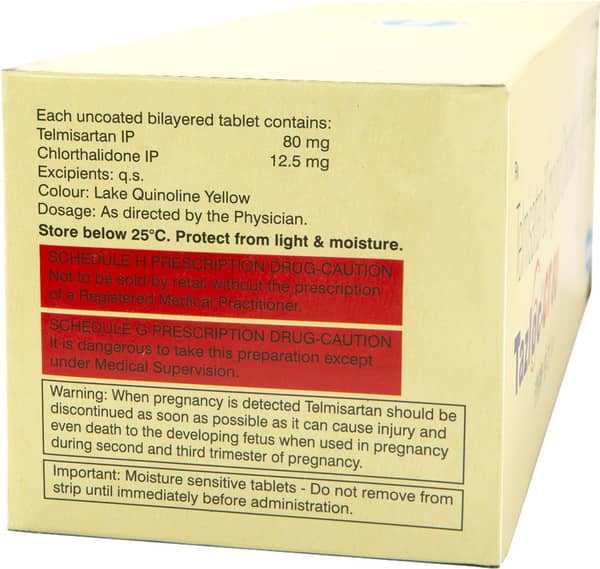 Each uncoated bilayered tablet contains:
Telmisartan IP 80 mg
Chlorthalidone IP 12.5 mg
Excipients: q.s.
Colour: Lake Quinoline Yellow
Dosage: As directed by the Physician.
Store below 25°C. Protect from light & moisture.
SCHEDULE H PRESCRIPTION DRUG-CAUTION
Not to be sold by retail without the prescription
of a Registered Medical Practitioner.
SCHEDULE G PRESCRIPTION DRUG-CAUTION
It is dangerous to take this preparation except
under Medical Supervision.
Warning: When pregnancy is detected Telmisartan should be
discontinued as soon as possible as it can cause injury and
even death to the developing fetus when used in pregnancy
during second and third trimester of pregnancy.
Important: Moisture sensitive tablets - Do not remove from
strip until immediately before administration.